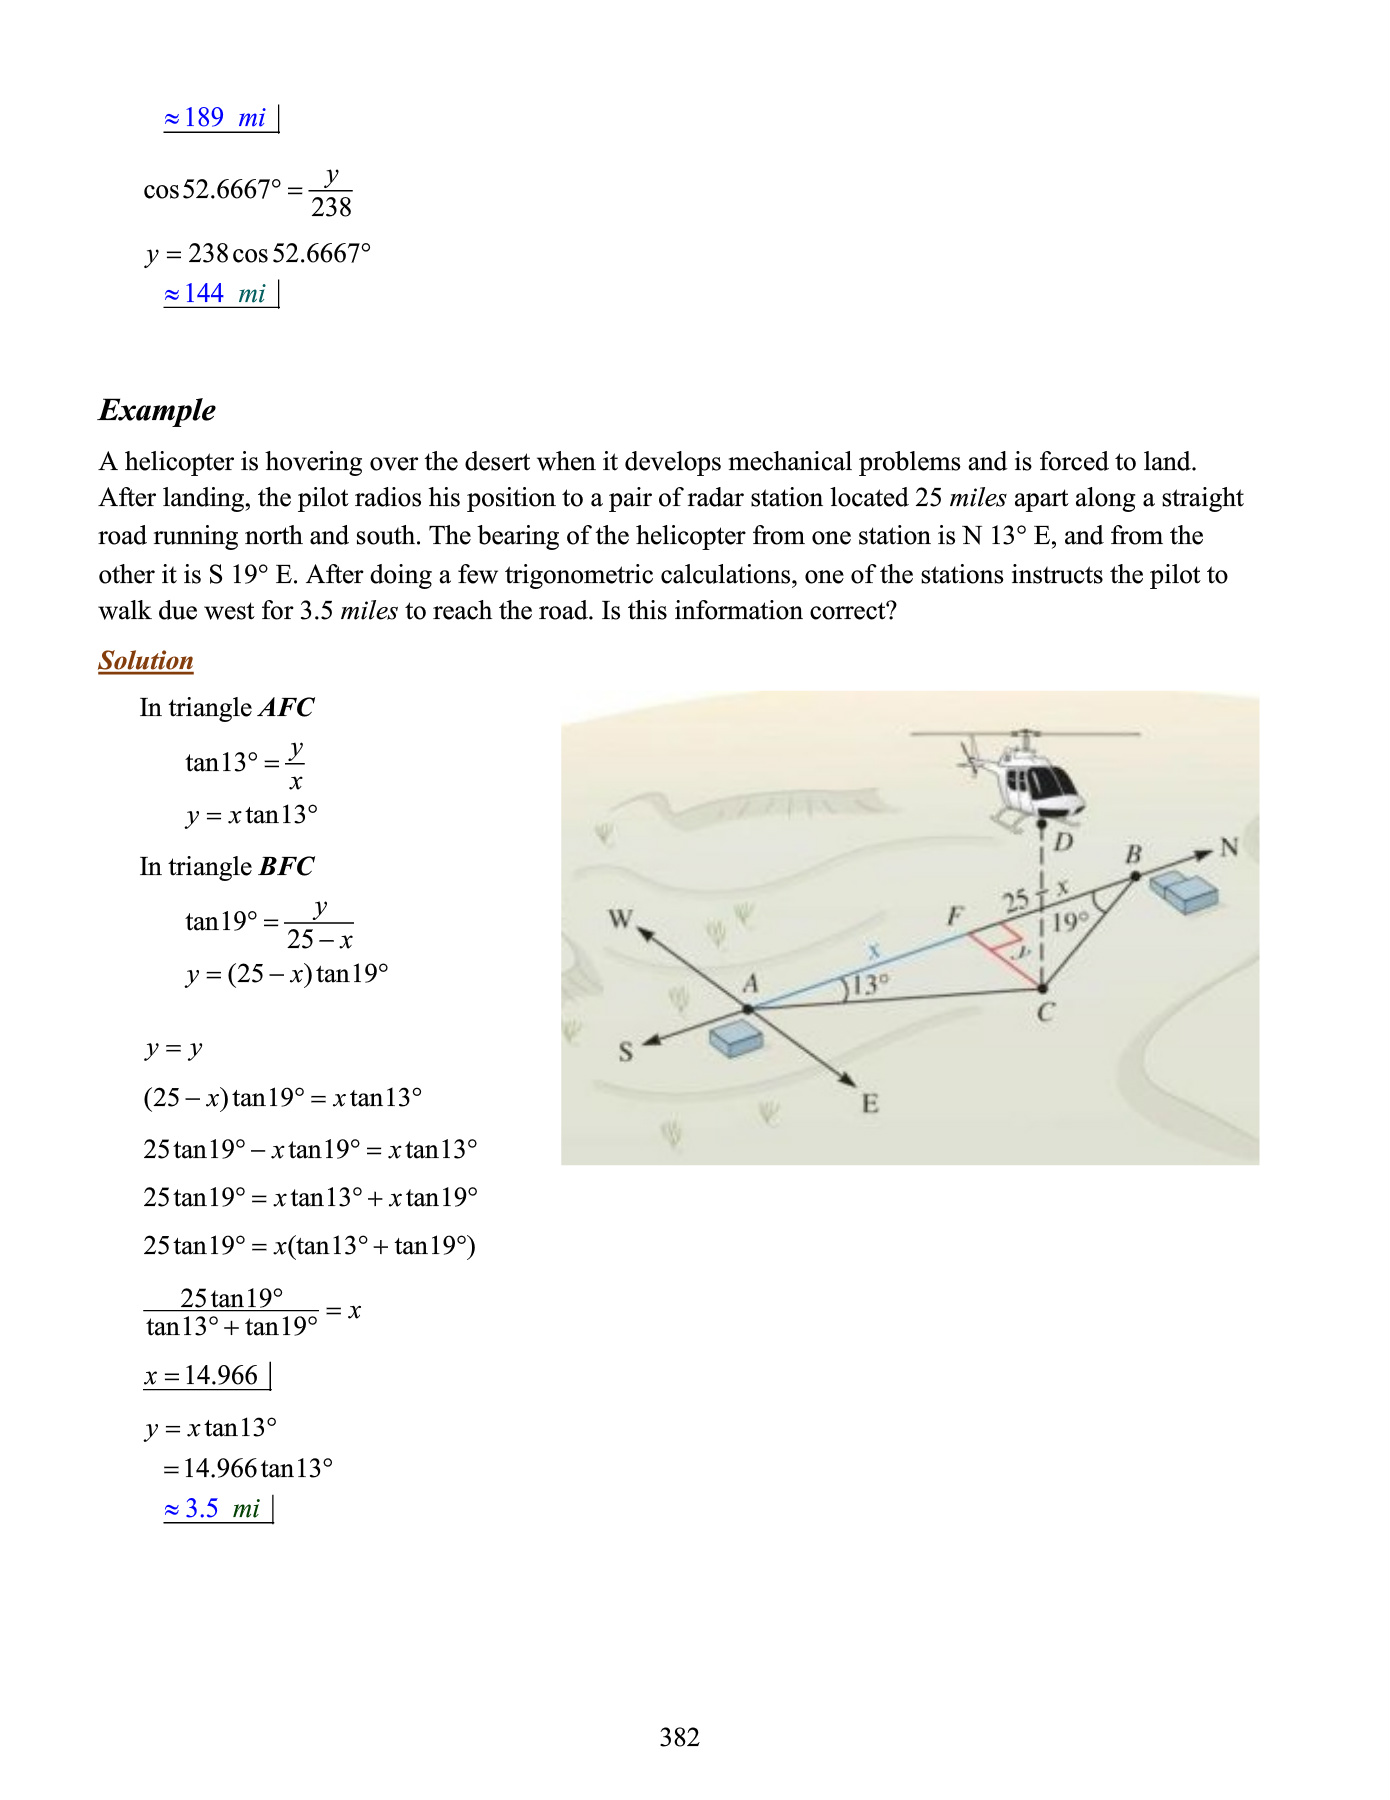 ≈ 189 mi
cos 52.6667° = y/238
y = 238 cos 52.6667°
≈ 144 mi
Example
A helicopter is hovering over the desert when it develops mechanical problems and is forced to land.
After landing, the pilot radios his position to a pair of radar station located 25 miles apart along a straight
road running north and south. The bearing of the helicopter from one station is N 13° E, and from the
other it is S 19° E. After doing a few trigonometric calculations, one of the stations instructs the pilot to
walk due west for 3.5 miles to reach the road. Is this information correct?
Solution
In triangle AFC
tan 13° = y/x
y = x tan 13°
In triangle BFC
tan 19° = y/(25 − x)
y = (25 − x) tan 19°
y = y
(25 − x) tan 19° = x tan 13°
25 tan 19° − x tan 19° = x tan 13°
25 tan 19° = x tan 13° + x tan 19°
25 tan 19° = x(tan 13° + tan 19°)
25 tan 19°/(tan 13° + tan 19°) = x
x = 14.966
y = x tan 13°
= 14.966 tan 13°
≈ 3.5 mi
D
B
N
25 − x
F
19°
W
x
y
A
13°
C
S
E
382